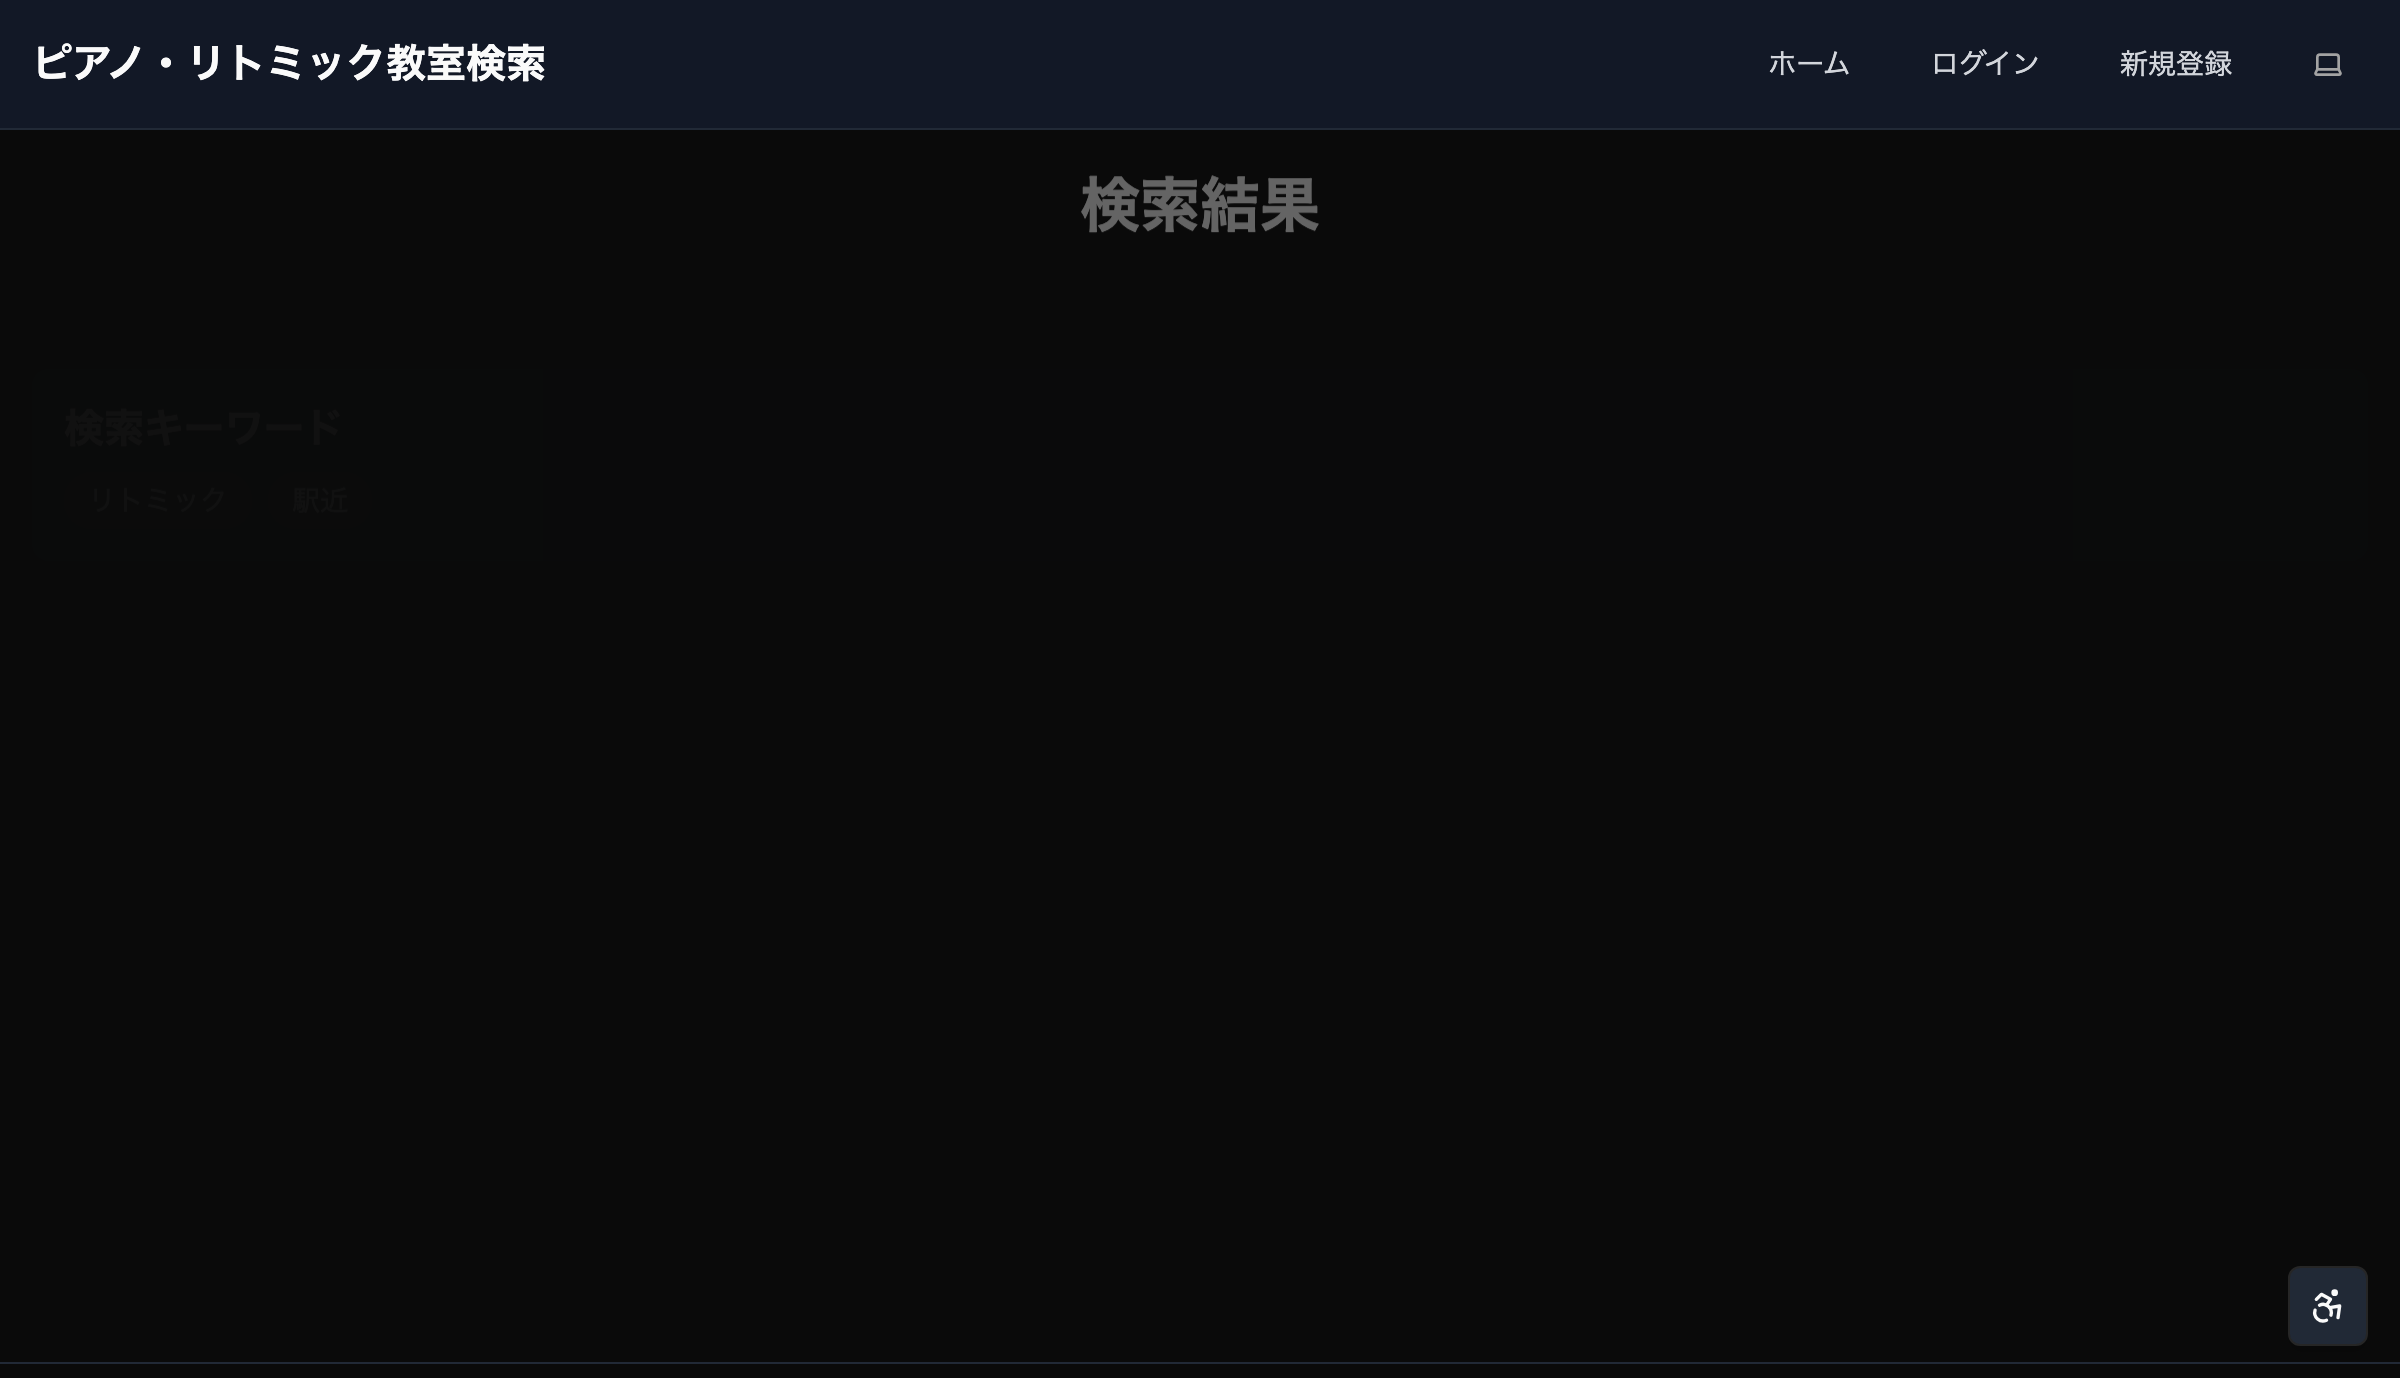 ピアノ・リトミック教室検索
ホーム
ログイン
新規登録
検索結果
検索キーワード
リトミック
駅近